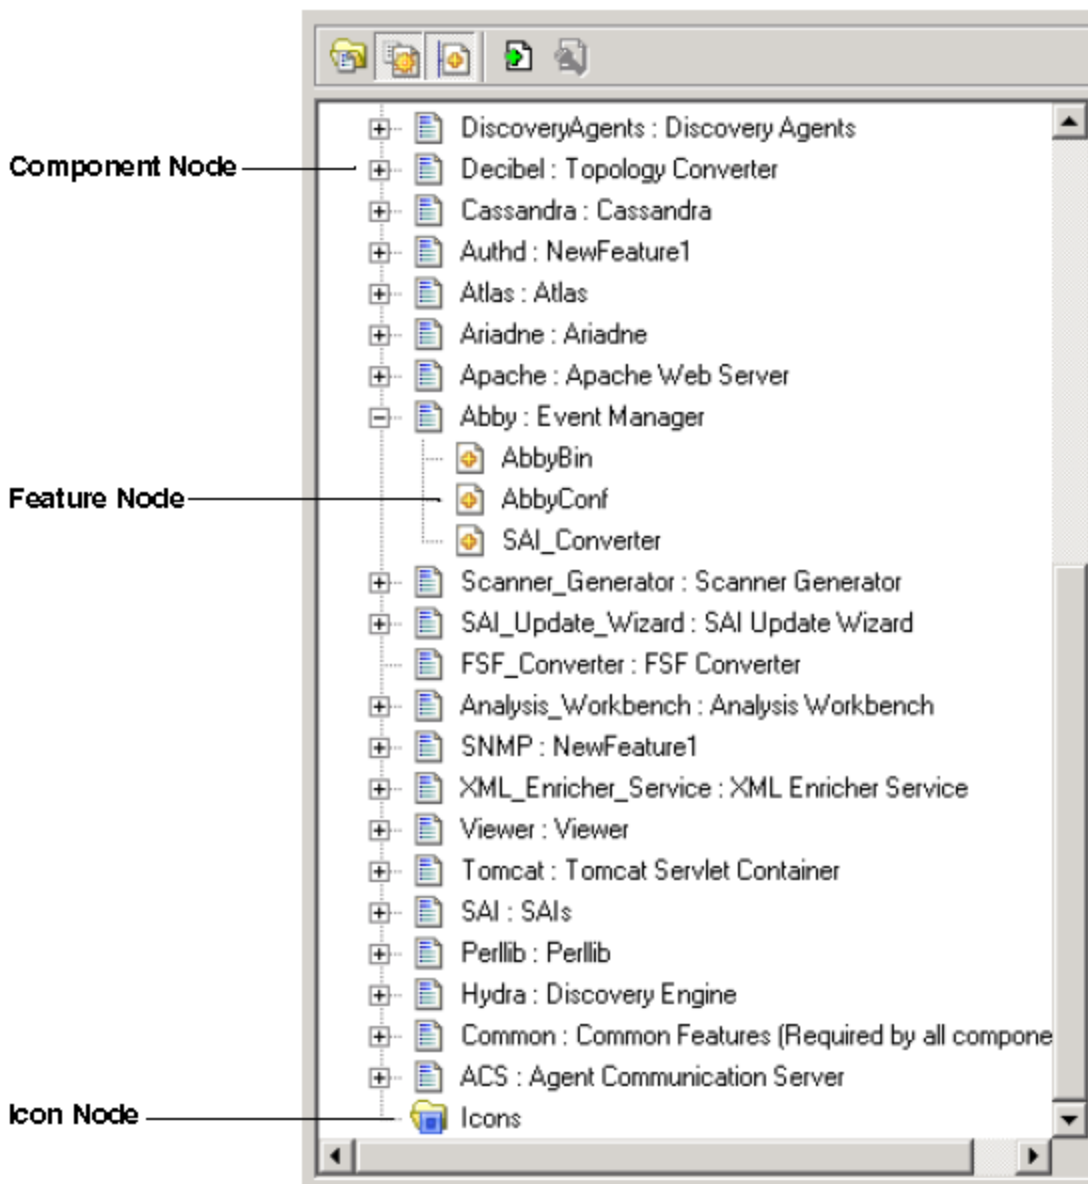 DiscoveryAgents : Discovery Agents
Component Node
Decibel : Topology Converter
Cassandra : Cassandra
Authd : NewFeature1
Atlas : Atlas
Ariadne : Ariadne
Apache : Apache Web Server
Abby : Event Manager
AbbyBin
Feature Node
AbbyConf
SAI_Converter
Scanner_Generator : Scanner Generator
SAI_Update_Wizard : SAI Update Wizard
FSF_Converter : FSF Converter
Analysis_Workbench : Analysis Workbench
SNMP : NewFeature1
XML_Enricher_Service : XML Enricher Service
Viewer : Viewer
Tomcat : Tomcat Servlet Container
SAI : SAIs
Perllib : Perllib
Hydra : Discovery Engine
Common : Common Features (Required by all compone
ACS : Agent Communication Server
Icon Node
Icons